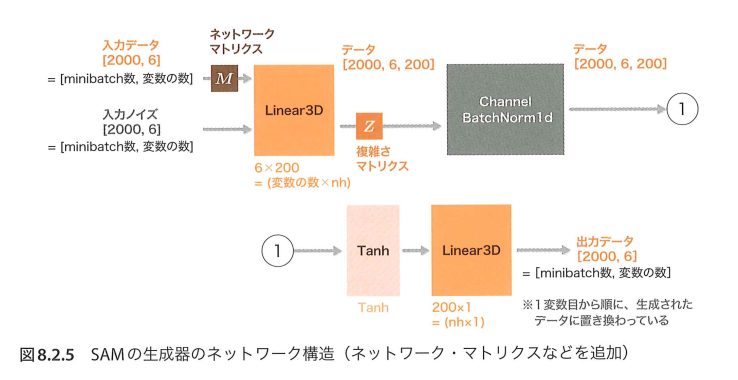 入力データ
[2000, 6]
= [minibatch数, 変数の数]
ネットワーク
マトリクス
M
入力ノイズ
[2000, 6]
= [minibatch数, 変数の数]
Linear3D
6×200
= (変数の数×nh)
データ
[2000, 6, 200]
Z
複雑さ
マトリクス
Channel
BatchNorm1d
データ
[2000, 6, 200]
1
1
Tanh
Tanh
Linear3D
200×1
= (nh×1)
出力データ
[2000, 6]
= [minibatch数, 変数の数]
※1変数目から順に、生成された
データに置き換わっている
図8.2.5 SAMの生成器のネットワーク構造（ネットワーク・マトリクスなどを追加）